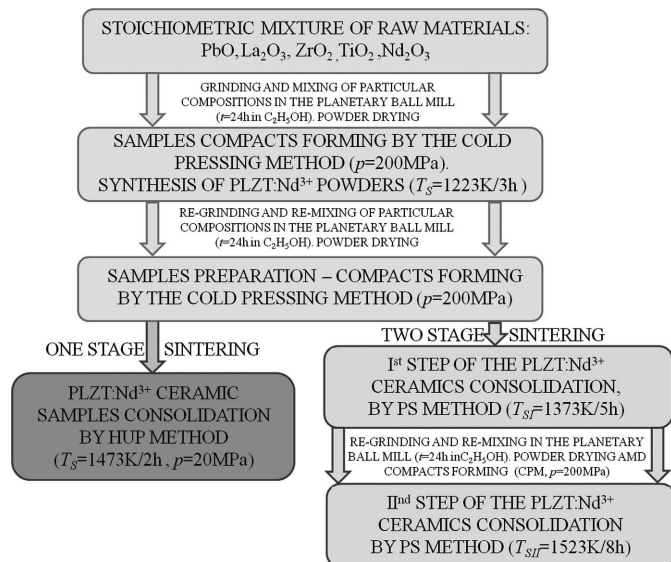 STOICHIOMETRIC MIXTURE OF RAW MATERIALS:
PbO, La₂O₃, ZrO₂, TiO₂, Nd₂O₃
GRINDING AND MIXING OF PARTICULAR
COMPOSITIONS IN THE PLANETARY BALL MILL
(t=24h in C₂H₅OH). POWDER DRYING
SAMPLES COMPACTS FORMING BY THE COLD
PRESSING METHOD (p=200MPa).
SYNTHESIS OF PLZT:Nd³⁺ POWDERS (T_S=1223K/3h )
RE-GRINDING AND RE-MIXING OF PARTICULAR
COMPOSITIONS IN THE PLANETARY BALL MILL
(t=24h in C₂H₅OH). POWDER DRYING
SAMPLES PREPARATION – COMPACTS FORMING
BY THE COLD PRESSING METHOD (p=200MPa)
ONE STAGE SINTERING
PLZT:Nd³⁺ CERAMIC
SAMPLES CONSOLIDATION
BY HUP METHOD
(T_S=1473K/2h , p=20MPa)
TWO STAGE SINTERING
Iˢᵗ STEP OF THE PLZT:Nd³⁺
CERAMICS CONSOLIDATION,
BY PS METHOD (T_SI=1373K/5h)
RE-GRINDING AND RE-MIXING IN THE PLANETARY
BALL MILL (t=24h inC₂H₅OH). POWDER DRYING AMD
COMPACTS FORMING (CPM, p=200MPa)
IIⁿᵈ STEP OF THE PLZT:Nd³⁺
CERAMICS CONSOLIDATION
BY PS METHOD (T_SII=1523K/8h)